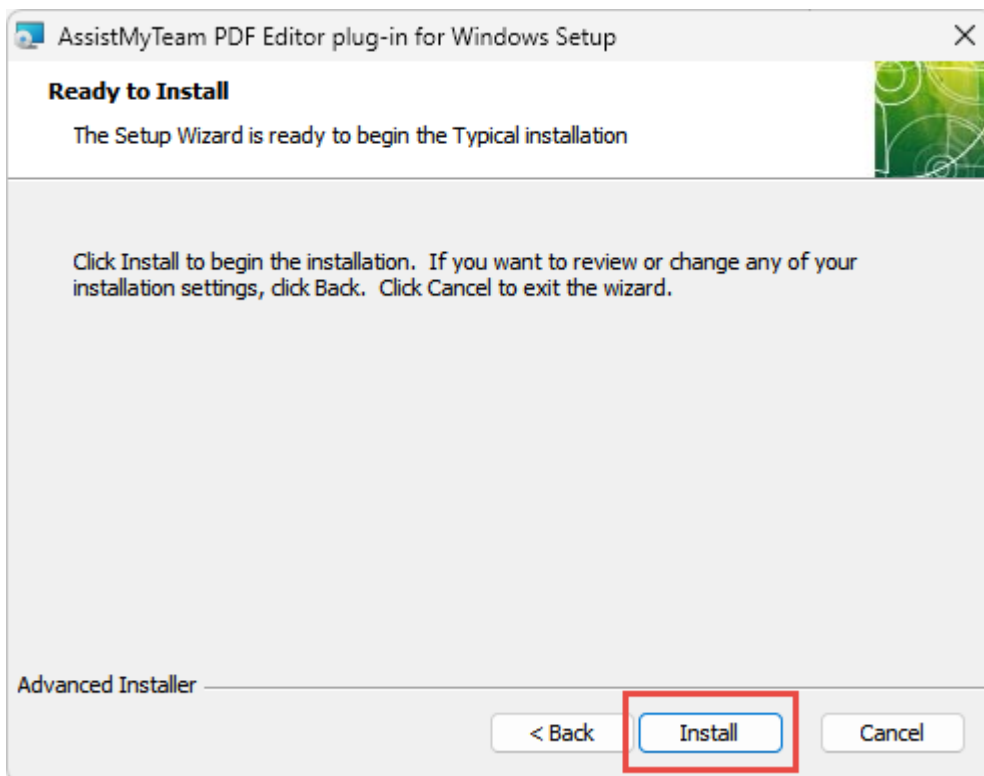 AssistMyTeam PDF Editor plug-in for Windows Setup
Ready to Install
The Setup Wizard is ready to begin the Typical installation
Click Install to begin the installation.  If you want to review or change any of your
installation settings, click Back.  Click Cancel to exit the wizard.
Advanced Installer
< Back
Install
Cancel